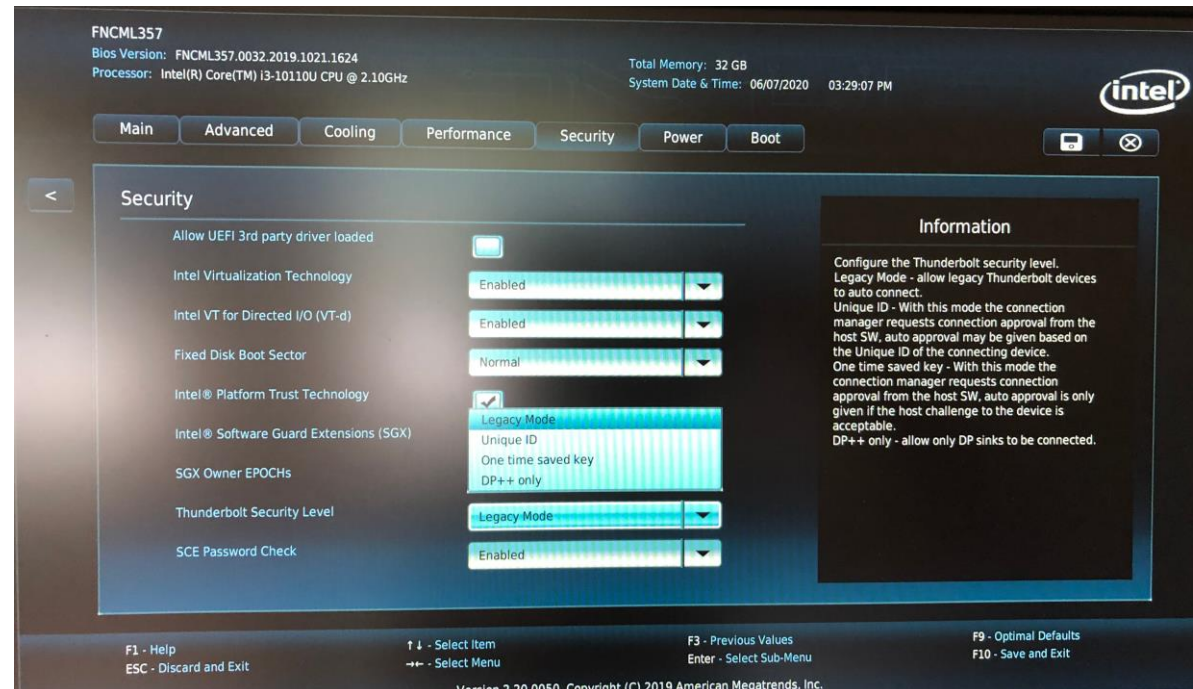 FNCML357
Bios Version: FNCML357.0032.2019.1021.1624
Processor: Intel(R) Core(TM) i3-10110U CPU @ 2.10GHz
Total Memory: 32 GB
System Date & Time: 06/07/2020 03:29:07 PM
intel
Main Advanced Cooling Performance Security Power Boot
<
Security
Allow UEFI 3rd party driver loaded
Intel Virtualization Technology Enabled
Intel VT for Directed I/O (VT-d) Enabled
Fixed Disk Boot Sector Normal
Intel® Platform Trust Technology
Legacy Mode
Intel® Software Guard Extensions (SGX)
Unique ID
One time saved key
SGX Owner EPOCHs
DP++ only
Thunderbolt Security Level Legacy Mode
SCE Password Check Enabled
Information
Configure the Thunderbolt security level.
Legacy Mode - allow legacy Thunderbolt devices
to auto connect.
Unique ID - With this mode the connection
manager requests connection approval from the
host SW, auto approval may be given based on
the Unique ID of the connecting device.
One time saved key - With this mode the
connection manager requests connection
approval from the host SW, auto approval is only
given if the host challenge to the device is
acceptable.
DP++ only - allow only DP sinks to be connected.
F1 - Help
ESC - Discard and Exit
↑↓ - Select Item
→← - Select Menu
F3 - Previous Values
Enter - Select Sub-Menu
F9 - Optimal Defaults
F10 - Save and Exit
Version 2.20.0050. Copyright (C) 2019 American Megatrends, Inc.